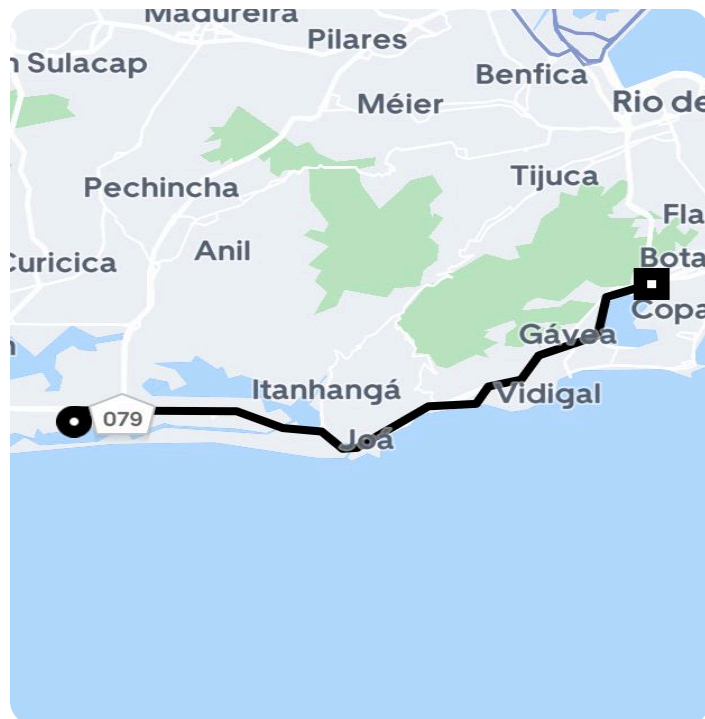 Madureira
Pilares
Sulacap
Benfica
Méier
Rio de
Tijuca
Pechincha
Fla
Anil
Bota
Curicica
Copa
Gávea
Itanhangá
Vidigal
079
Joá